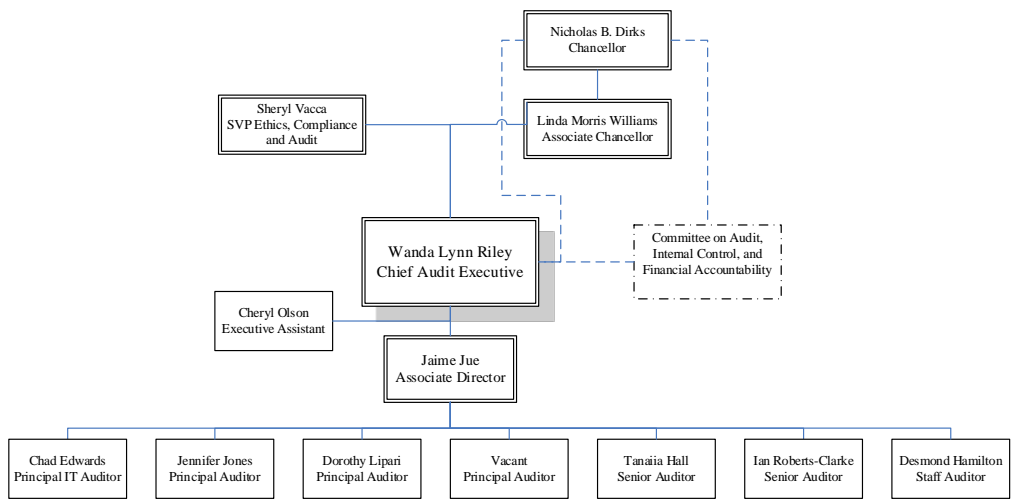 Nicholas B. Dirks
Chancellor
Sheryl Vacca
SVP Ethics, Compliance
and Audit
Linda Morris Williams
Associate Chancellor
Wanda Lynn Riley
Chief Audit Executive
Committee on Audit,
Internal Control, and
Financial Accountability
Cheryl Olson
Executive Assistant
Jaime Jue
Associate Director
Chad Edwards
Principal IT Auditor
Jennifer Jones
Principal Auditor
Dorothy Lipari
Principal Auditor
Vacant
Principal Auditor
Tanaiia Hall
Senior Auditor
Ian Roberts-Clarke
Senior Auditor
Desmond Hamilton
Staff Auditor